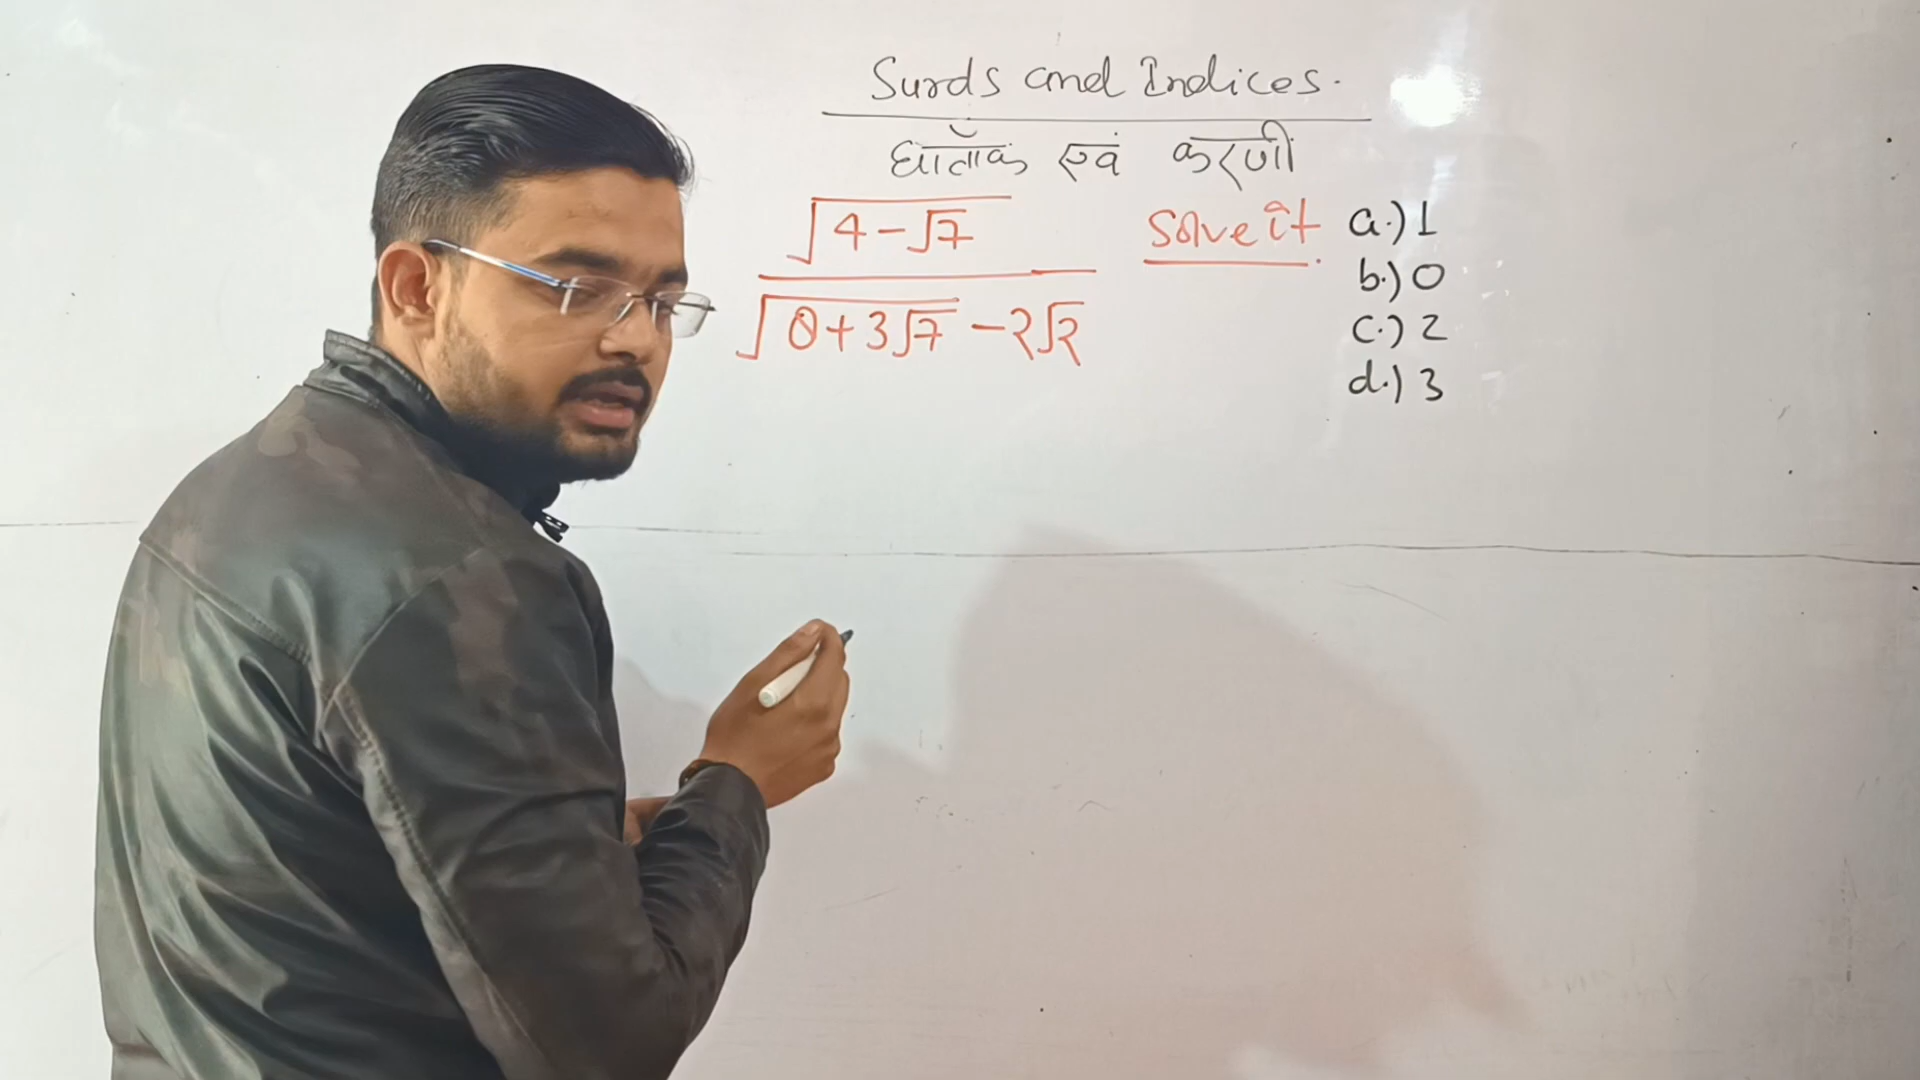 Surds and Indices.
घातॉंक एवं करणी
√4-√7
√8+3√7 -2√2
Solve it.
a.) 1
b.) 0
c.) 2
d.) 3